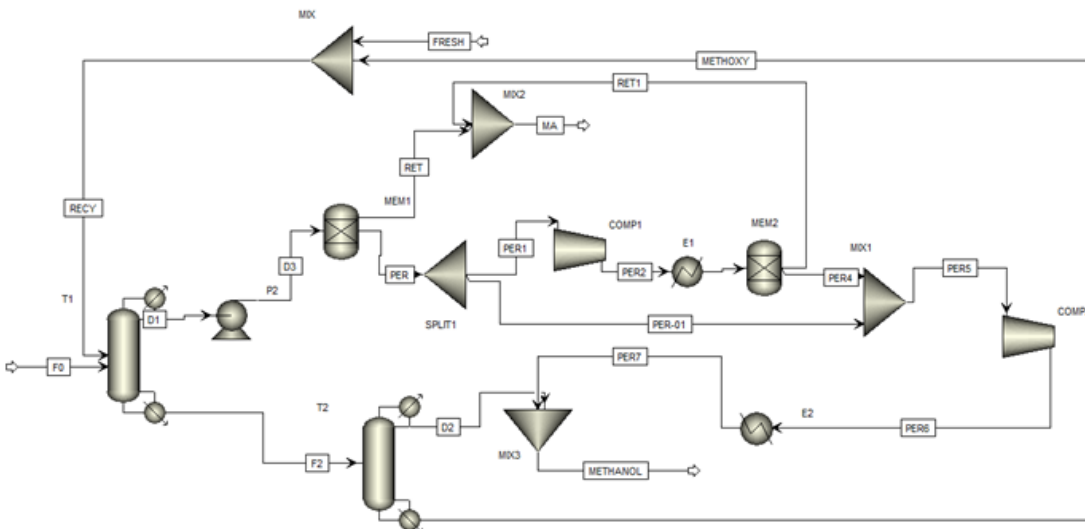 MIX
FRESH
METHOXY
RET1
MIX2
MA
RET
MEM1
RECY
COMP1
MEM2
E1
MIX1
PER1
D3
PER
PER2
PER4
PER5
P2
T1
D1
SPLIT1
COMP
PER-01
F0
PER7
T2
D2
E2
PER6
MIX3
F2
METHANOL